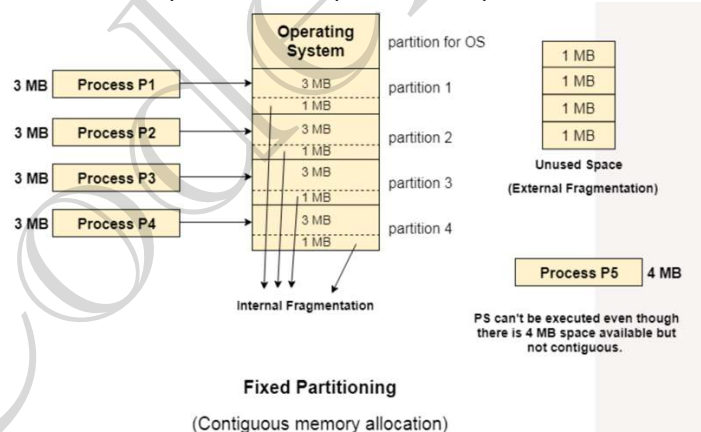 Operating
System
partition for OS
3 MB
Process P1
3 MB
1 MB
partition 1
3 MB
Process P2
3 MB
1 MB
partition 2
3 MB
Process P3
3 MB
1 MB
partition 3
3 MB
Process P4
3 MB
1 MB
partition 4
Internal Fragmentation
1 MB
1 MB
1 MB
1 MB
Unused Space
(External Fragmentation)
Process P5
4 MB
PS can't be executed even though
there is 4 MB space available but
not contiguous.
Fixed Partitioning
(Contiguous memory allocation)